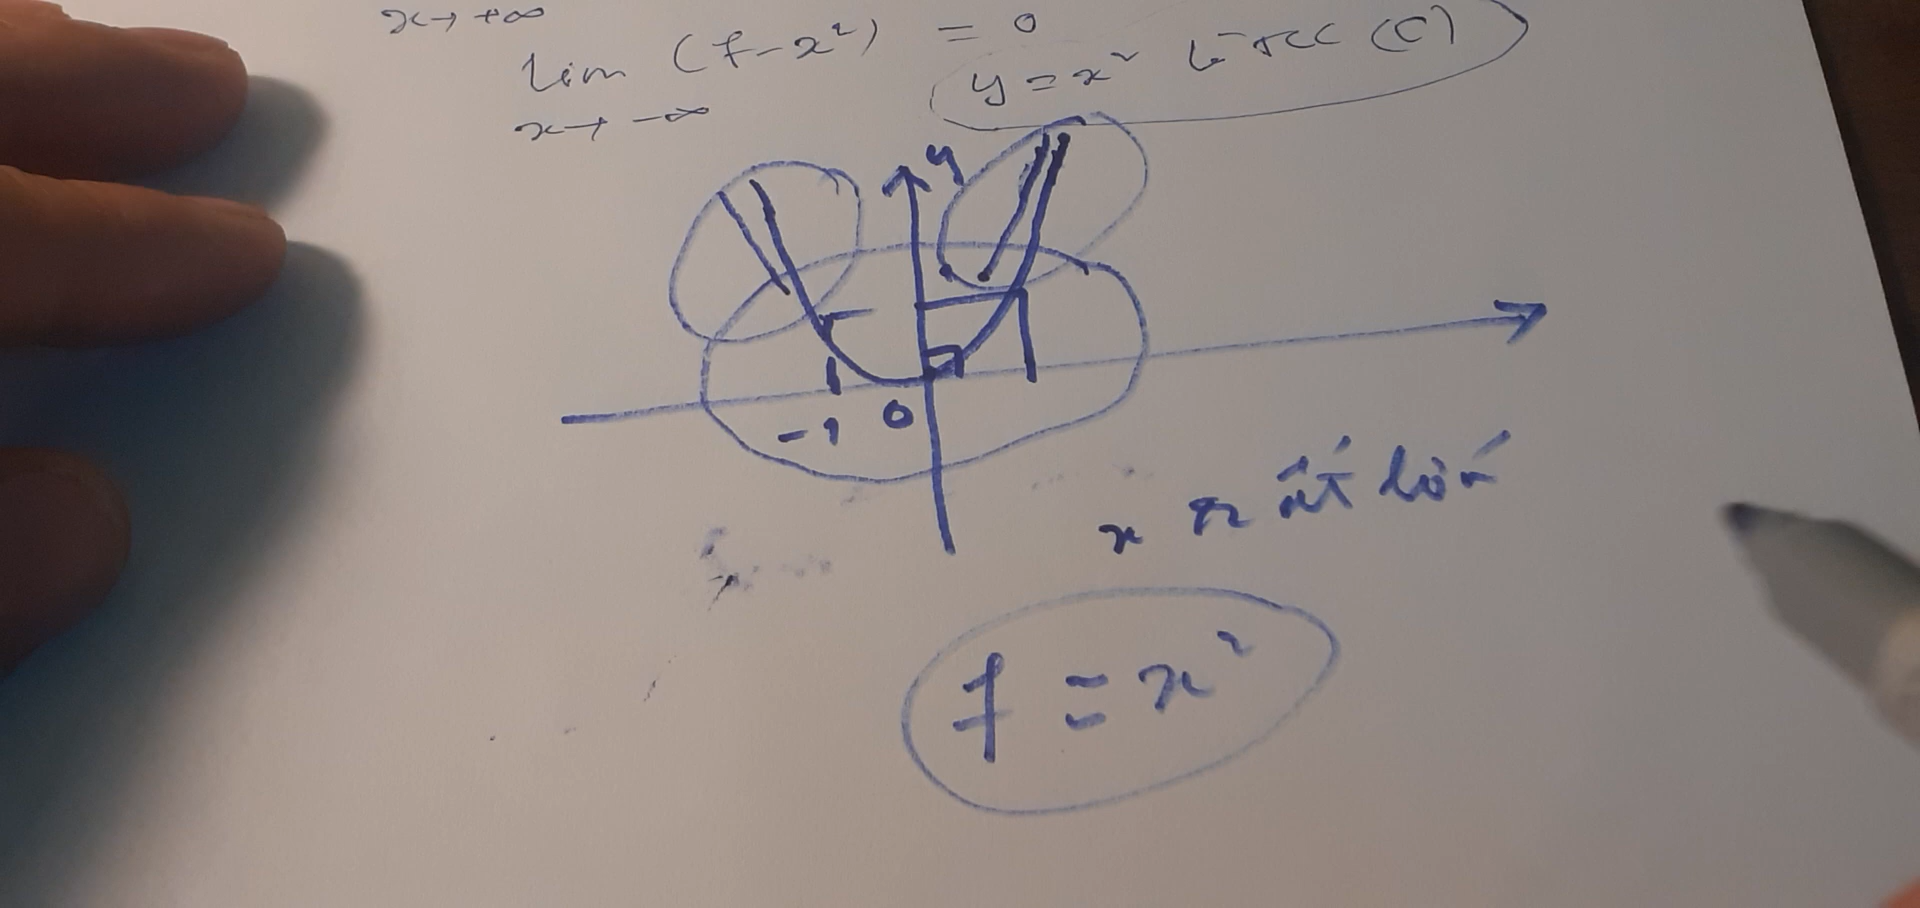 x → +∞
lim (f - x²) = 0
x → -∞
y = x² là TCC (C)
y
-1 0
x rất lớn
f = x²